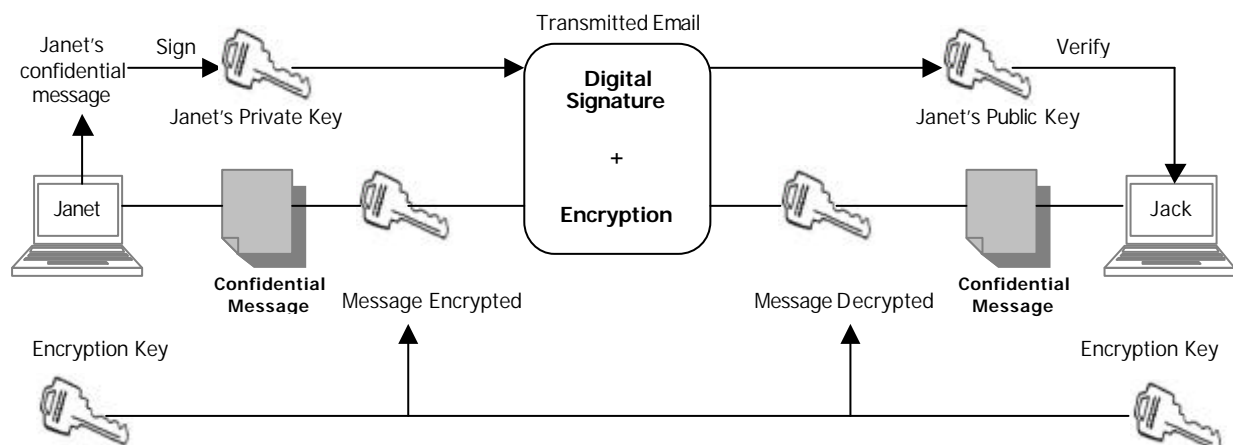 Transmitted Email
Janet's
confidential
message
Sign
Verify
Digital
Signature
+
Encryption
Janet's Private Key
Janet's Public Key
Janet
Jack
Confidential
Message
Message Encrypted
Message Decrypted
Confidential
Message
Encryption Key
Encryption Key